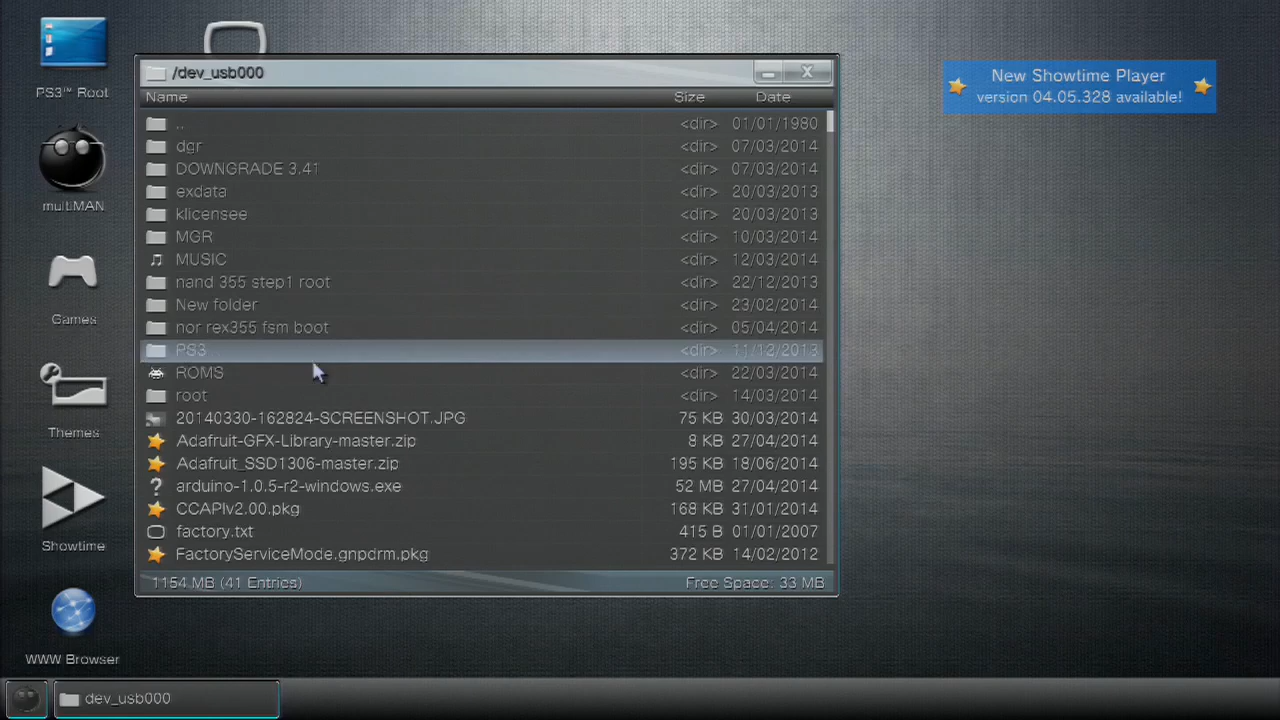 PS3™ Root
multiMAN
Games
Themes
Showtime
WWW Browser
/dev_usb000
Name Size Date
.. <dir> 01/01/1980
dgr <dir> 07/03/2014
DOWNGRADE 3.41 <dir> 07/03/2014
exdata <dir> 20/03/2013
klicensee <dir> 20/03/2013
MGR <dir> 10/03/2014
MUSIC <dir> 12/03/2014
nand 355 step1 root <dir> 22/12/2013
New folder <dir> 23/02/2014
nor rex355 fsm boot <dir> 05/04/2014
PS3 <dir> 11/12/2013
ROMS <dir> 22/03/2014
root <dir> 14/03/2014
20140330-162824-SCREENSHOT.JPG 75 KB 30/03/2014
Adafruit-GFX-Library-master.zip 8 KB 27/04/2014
Adafruit_SSD1306-master.zip 195 KB 18/06/2014
arduino-1.0.5-r2-windows.exe 52 MB 27/04/2014
CCAPIv2.00.pkg 168 KB 31/01/2014
factory.txt 415 B 01/01/2007
FactoryServiceMode.gnpdrm.pkg 372 KB 14/02/2012
1154 MB (41 Entries) Free Space: 33 MB
New Showtime Player
version 04.05.328 available!
dev_usb000